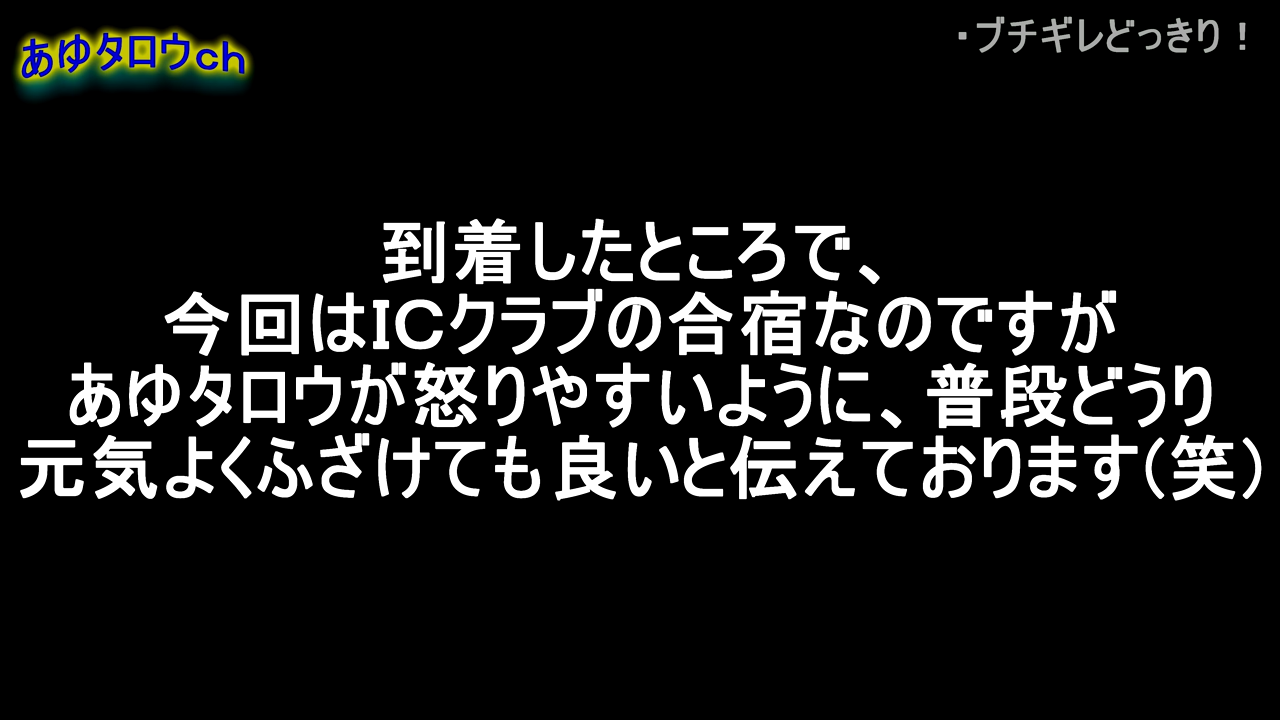 あゆタロウch
・ブチギレどっきり！
到着したところで、
今回はICクラブの合宿なのですが
あゆタロウが怒りやすいように、普段どうり
元気よくふざけても良いと伝えております(笑)